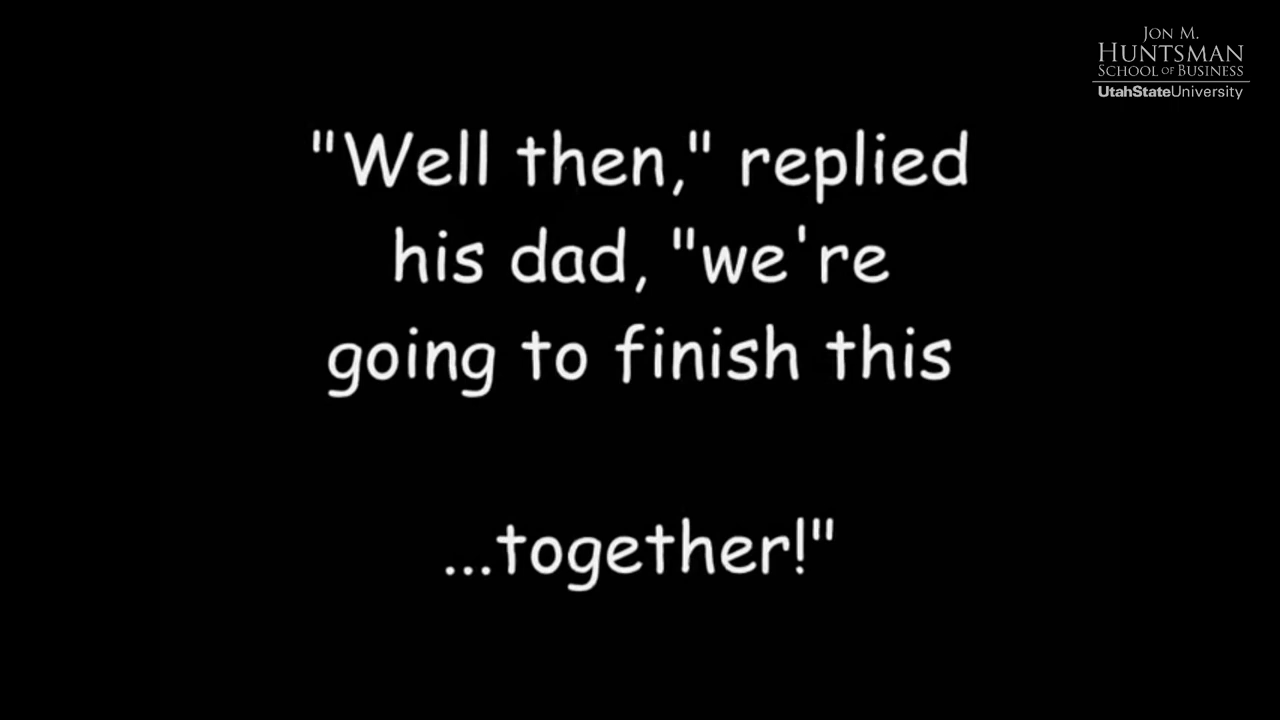 JON M.
HUNTSMAN
SCHOOL OF BUSINESS
UtahStateUniversity
"Well then," replied
his dad, "we're
going to finish this
...together!"